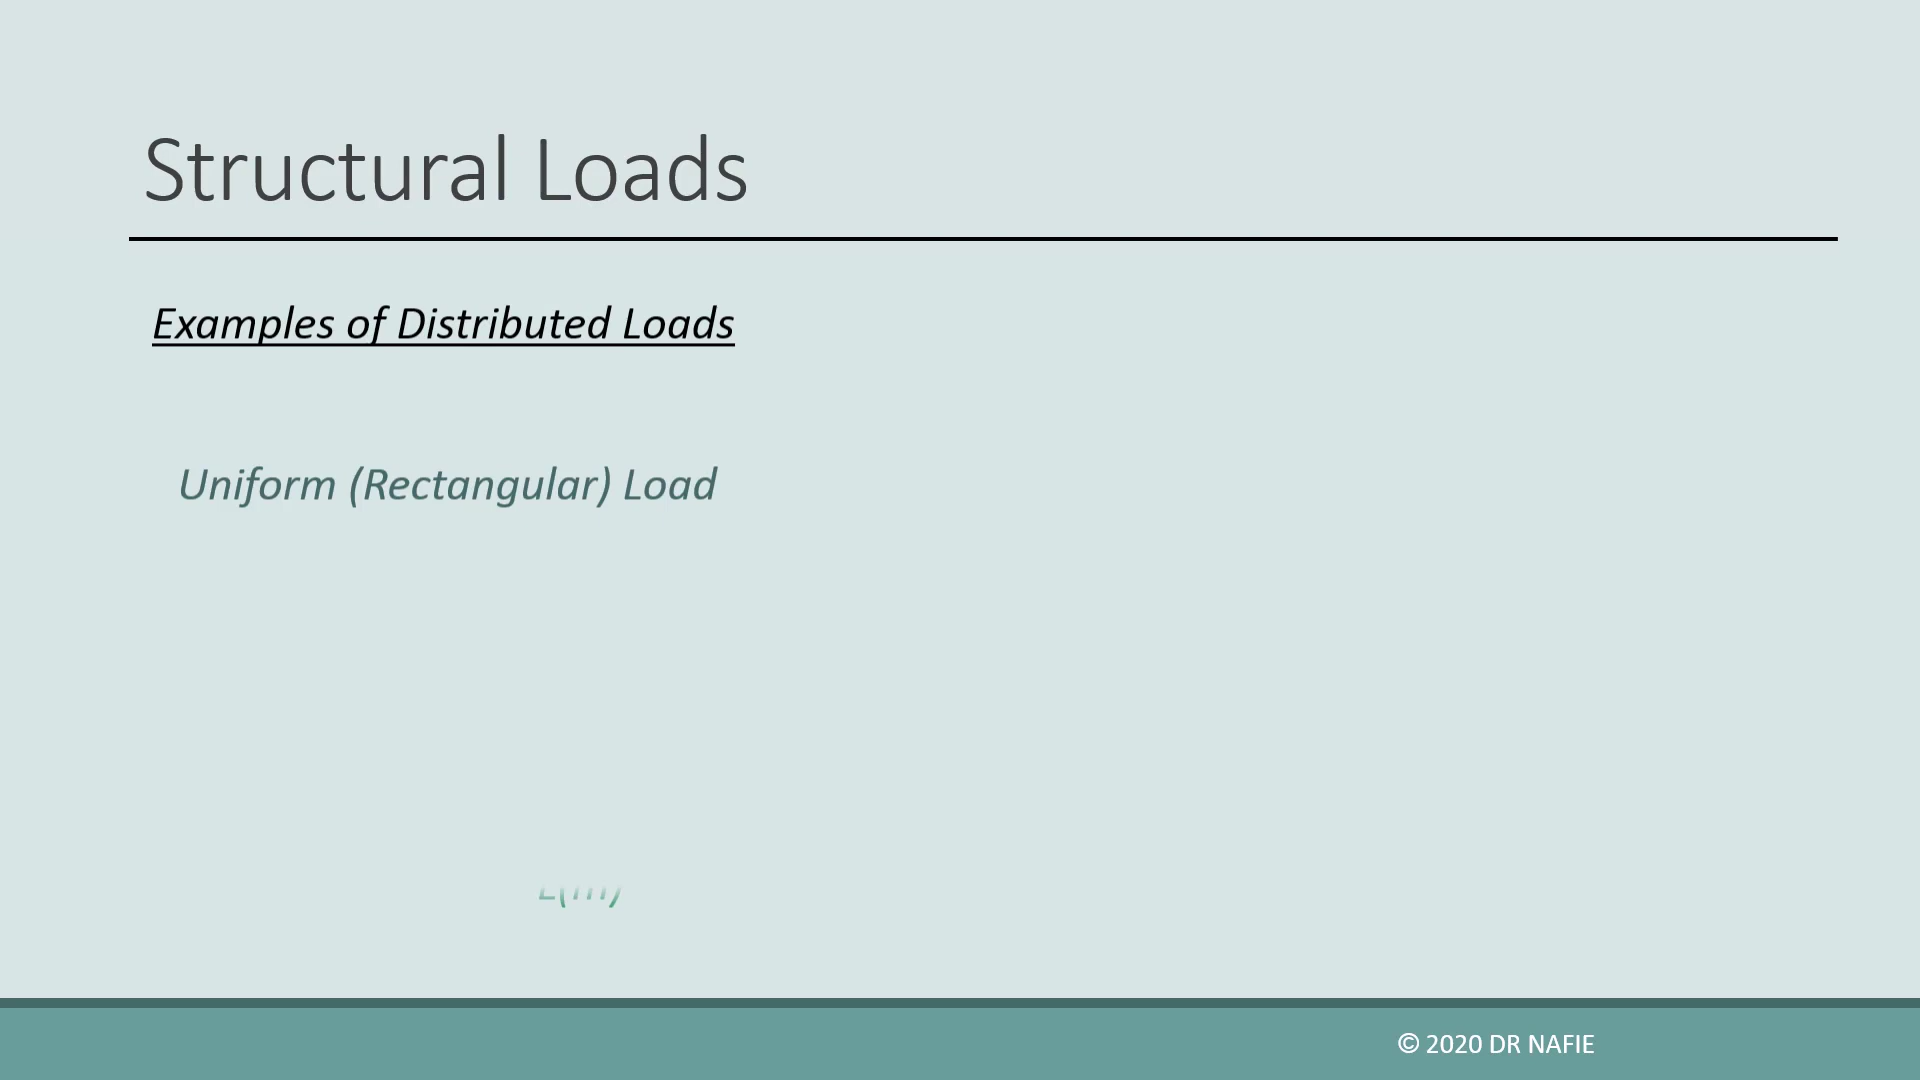 Structural Loads
Examples of Distributed Loads
Uniform (Rectangular) Load
© 2020 DR NAFIE